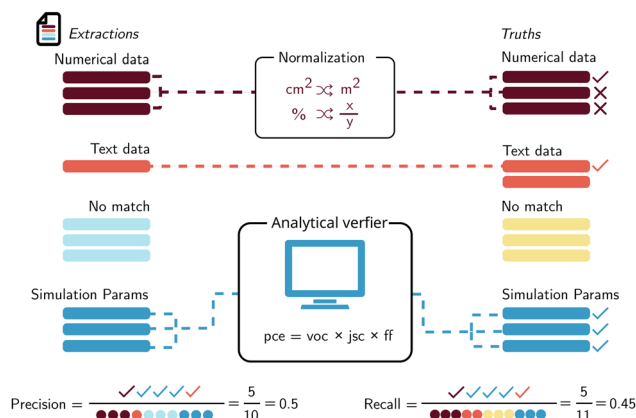 Extractions
Truths
Numerical data
Normalization
Numerical data
cm² ⤨ m²
% ⤨ x/y
Text data
Text data
No match
No match
Analytical verfier
Simulation Params
Simulation Params
pce = voc × jsc × ff
Precision = = 5/10 = 0.5
Recall = = 5/11 = 0.45